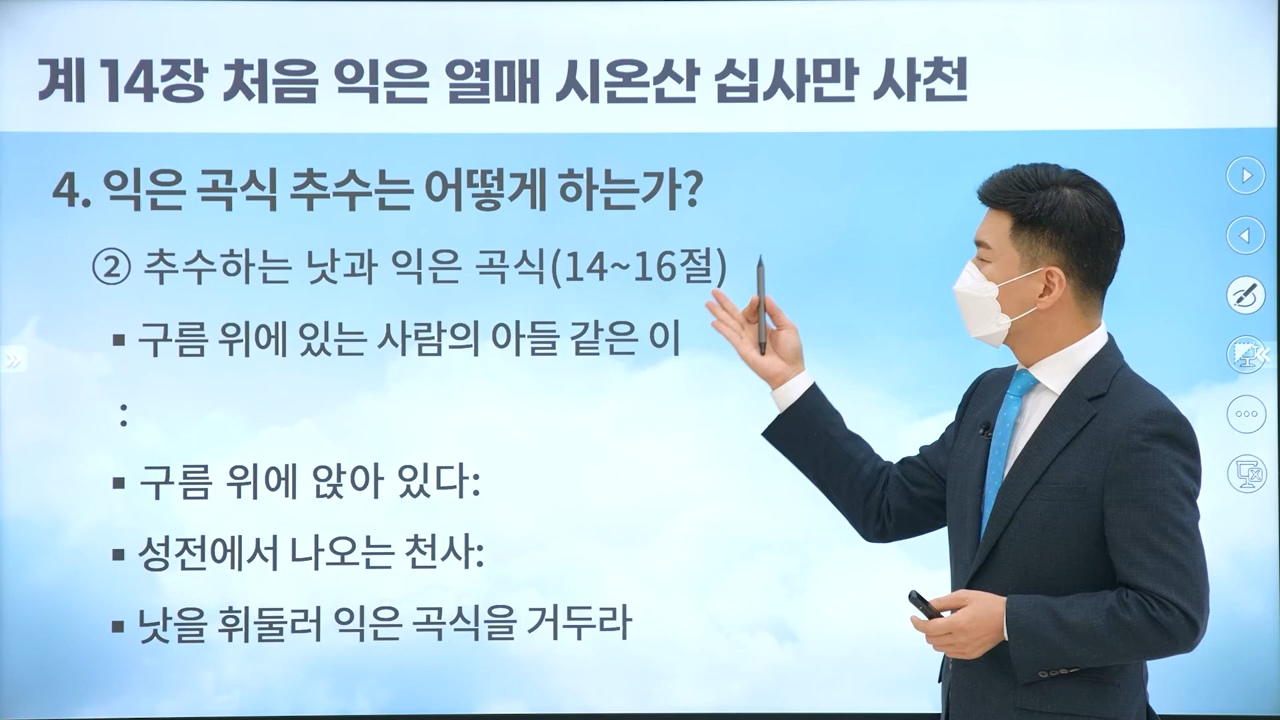 계 14장 처음 익은 열매 시온산 십사만 사천
4. 익은 곡식 추수는 어떻게 하는가?
② 추수하는 낫과 익은 곡식(14~16절)
▪ 구름 위에 있는 사람의 아들 같은 이
:
▪ 구름 위에 앉아 있다:
▪ 성전에서 나오는 천사:
▪ 낫을 휘둘러 익은 곡식을 거두라